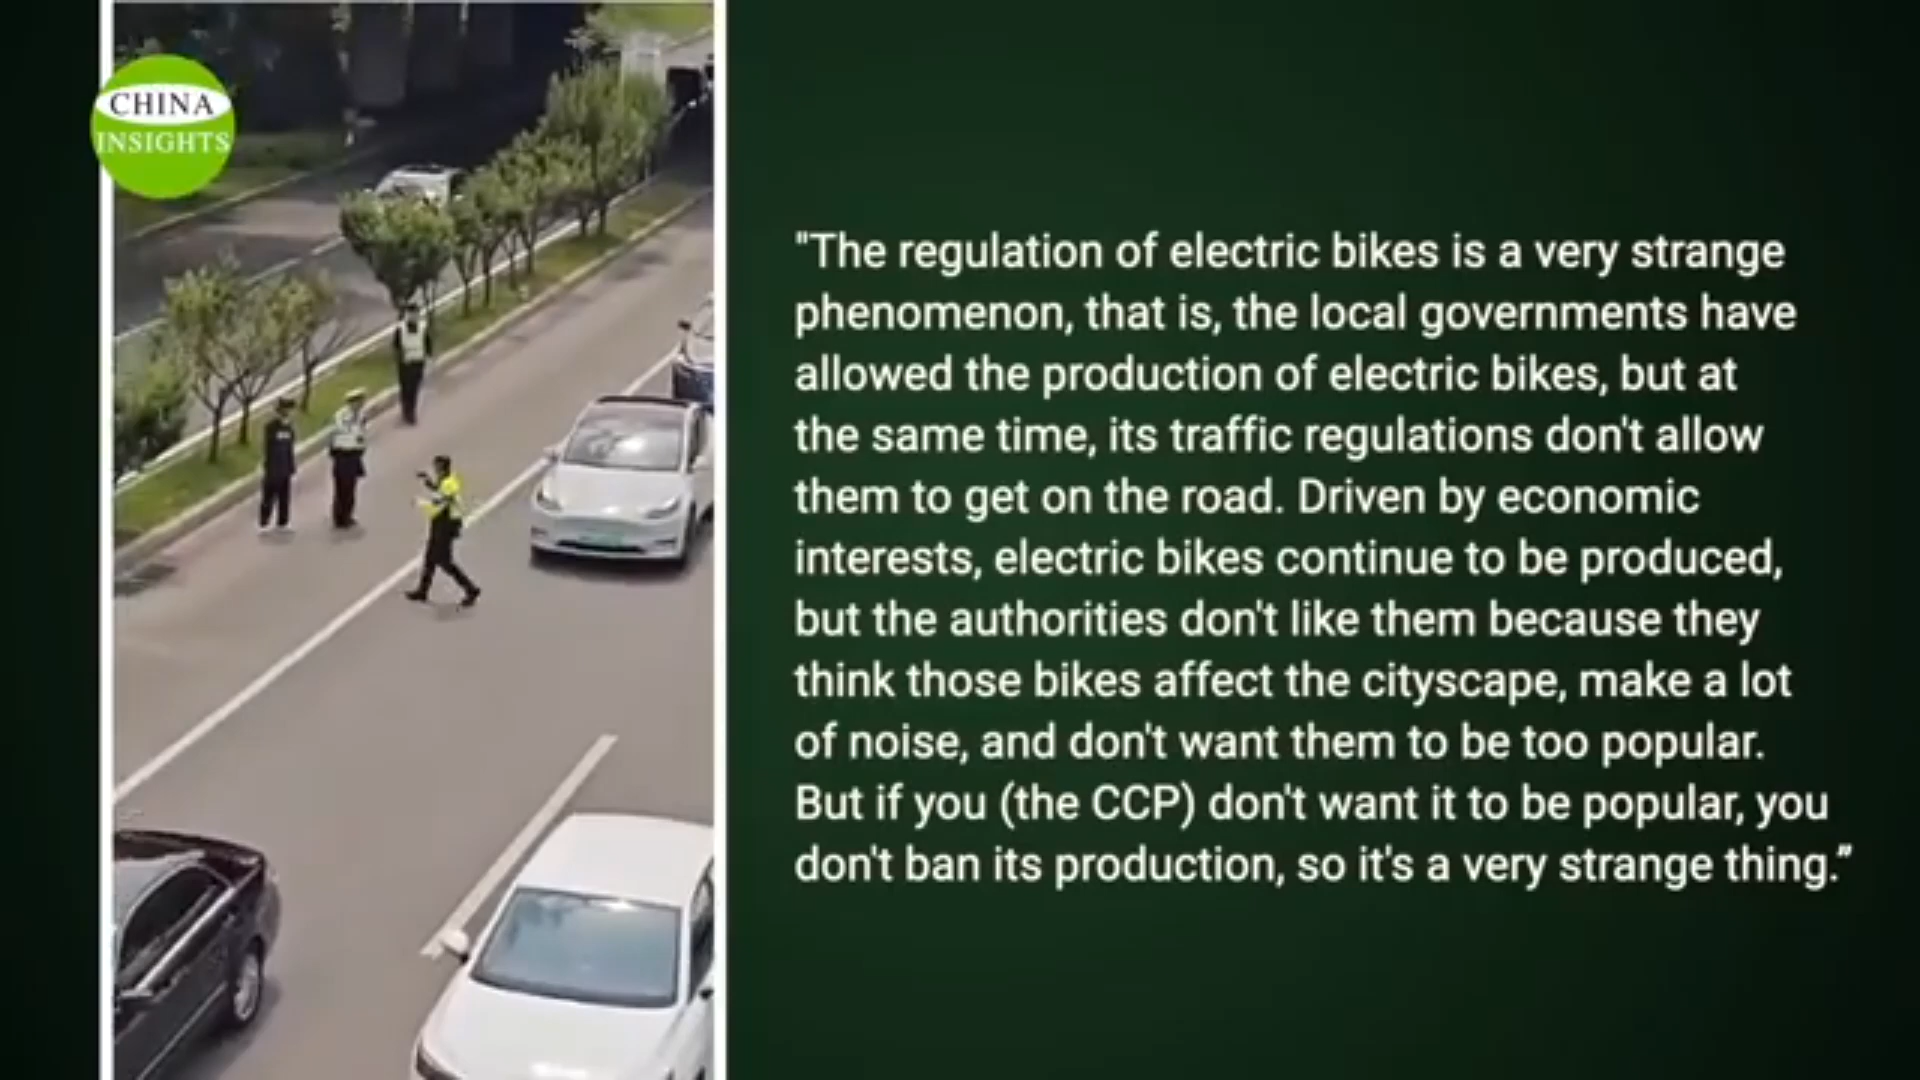 CHINA
INSIGHTS
"The regulation of electric bikes is a very strange
phenomenon, that is, the local governments have
allowed the production of electric bikes, but at
the same time, its traffic regulations don't allow
them to get on the road. Driven by economic
interests, electric bikes continue to be produced,
but the authorities don't like them because they
think those bikes affect the cityscape, make a lot
of noise, and don't want them to be too popular.
But if you (the CCP) don't want it to be popular, you
don't ban its production, so it's a very strange thing.”